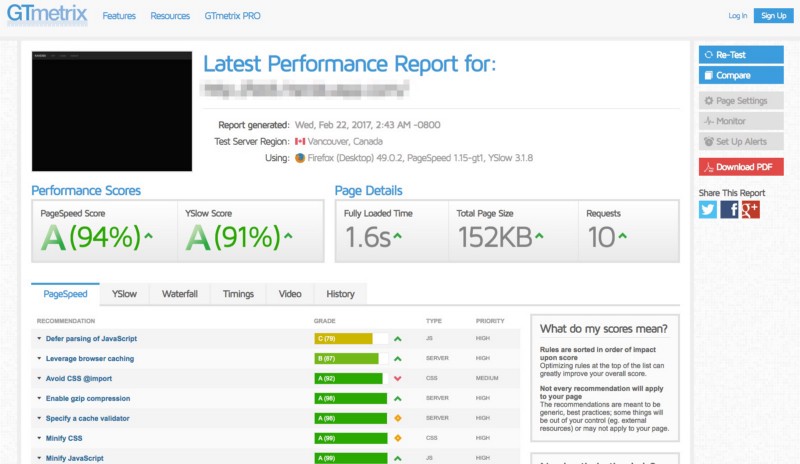 GTmetrix
Features Resources GTmetrix PRO
Log In Sign Up
Latest Performance Report for:
Report generated: Wed, Feb 22, 2017, 2:43 AM -0800
Test Server Region: Vancouver, Canada
Using: Firefox (Desktop) 49.0.2, PageSpeed 1.15-gt1, YSlow 3.1.8
Re-Test
Compare
Page Settings
Monitor
Set Up Alerts
Download PDF
Share This Report
Performance Scores
PageSpeed Score
A (94%)
YSlow Score
A (91%)
Page Details
Fully Loaded Time
1.6s
Total Page Size
152KB
Requests
10
PageSpeed YSlow Waterfall Timings Video History
RECOMMENDATION GRADE TYPE PRIORITY
Defer parsing of JavaScript C (79) JS HIGH
Leverage browser caching B (87) SERVER HIGH
Avoid CSS @import A (92) CSS MEDIUM
Enable gzip compression A (98) SERVER HIGH
Specify a cache validator A (98) SERVER HIGH
Minify CSS A (99) CSS HIGH
Minify JavaScript A (99) JS HIGH
What do my scores mean?
Rules are sorted in order of impact
upon score
Optimizing rules at the top of the list can
greatly improve your overall score.
Not every recommendation will apply
to your page
The recommendations are meant to be
generic, best practices; some things will
be out of your control (eg. external
resources) or may not apply to your page.